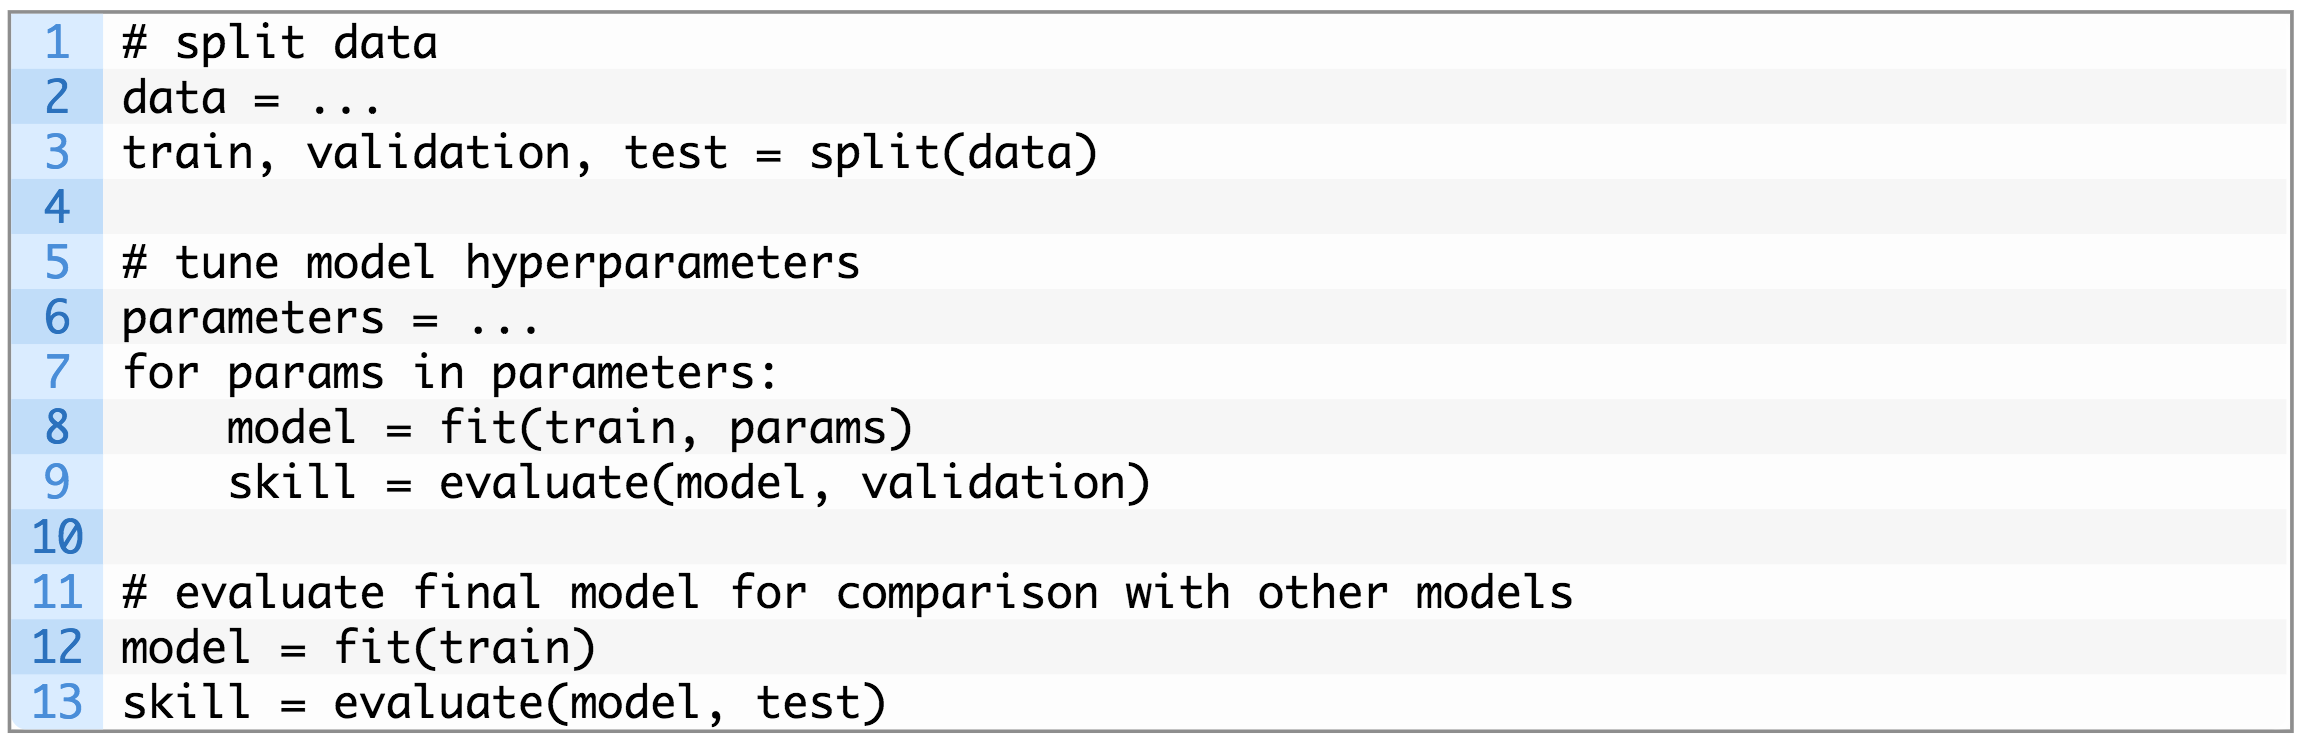 1 # split data
2 data = ...
3 train, validation, test = split(data)
4
5 # tune model hyperparameters
6 parameters = ...
7 for params in parameters:
8     model = fit(train, params)
9     skill = evaluate(model, validation)
10
11 # evaluate final model for comparison with other models
12 model = fit(train)
13 skill = evaluate(model, test)